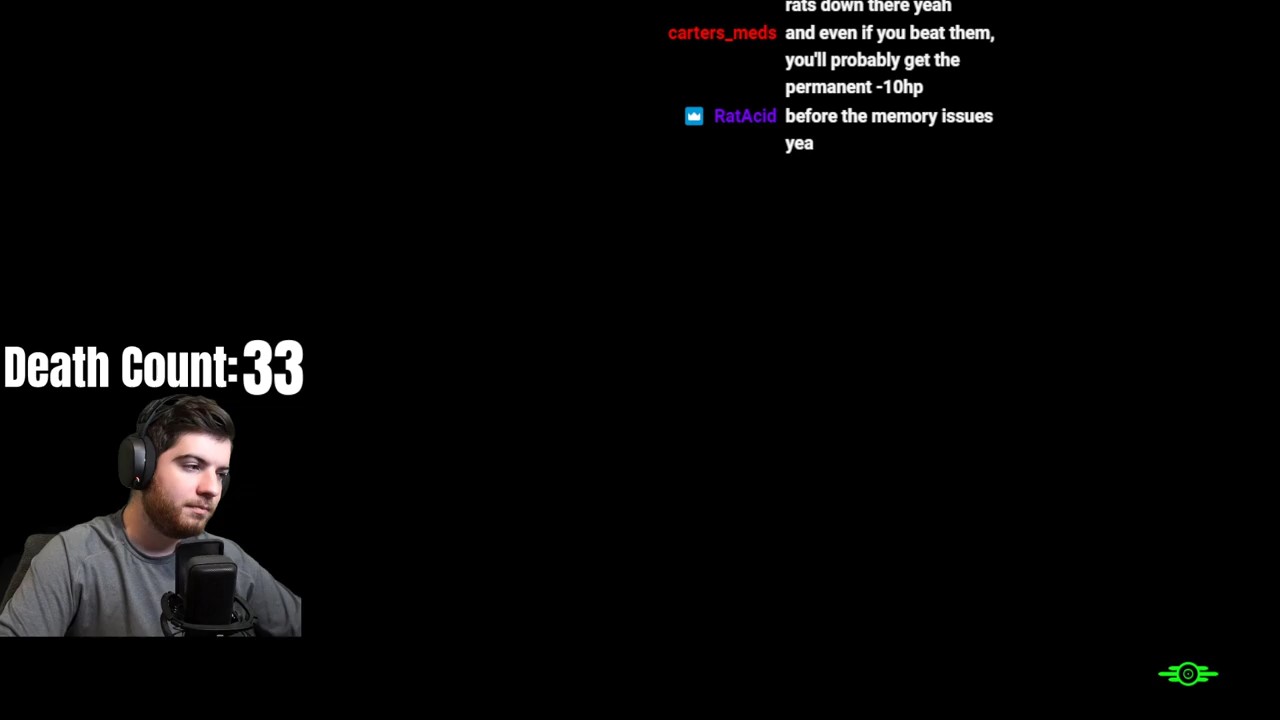 rats down there yeah
carters_meds and even if you beat them,
you'll probably get the
permanent -10hp
RatAcid before the memory issues
yea
Death Count: 33